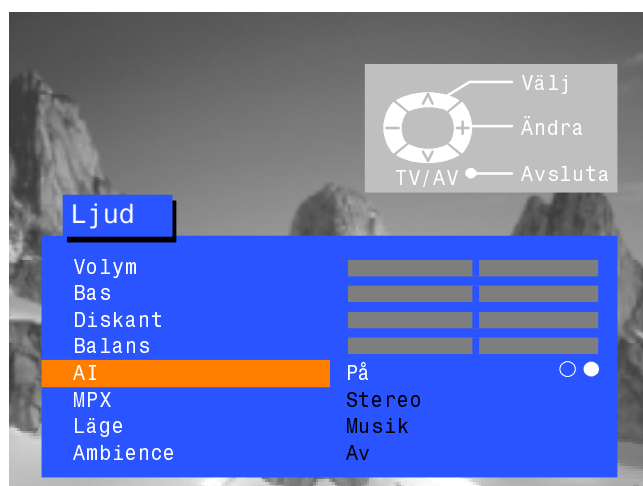 Välj
Ändra
TV/AV Avsluta
Ljud
Volym
Bas
Diskant
Balans
AI På
MPX Stereo
Läge Musik
Ambience Av